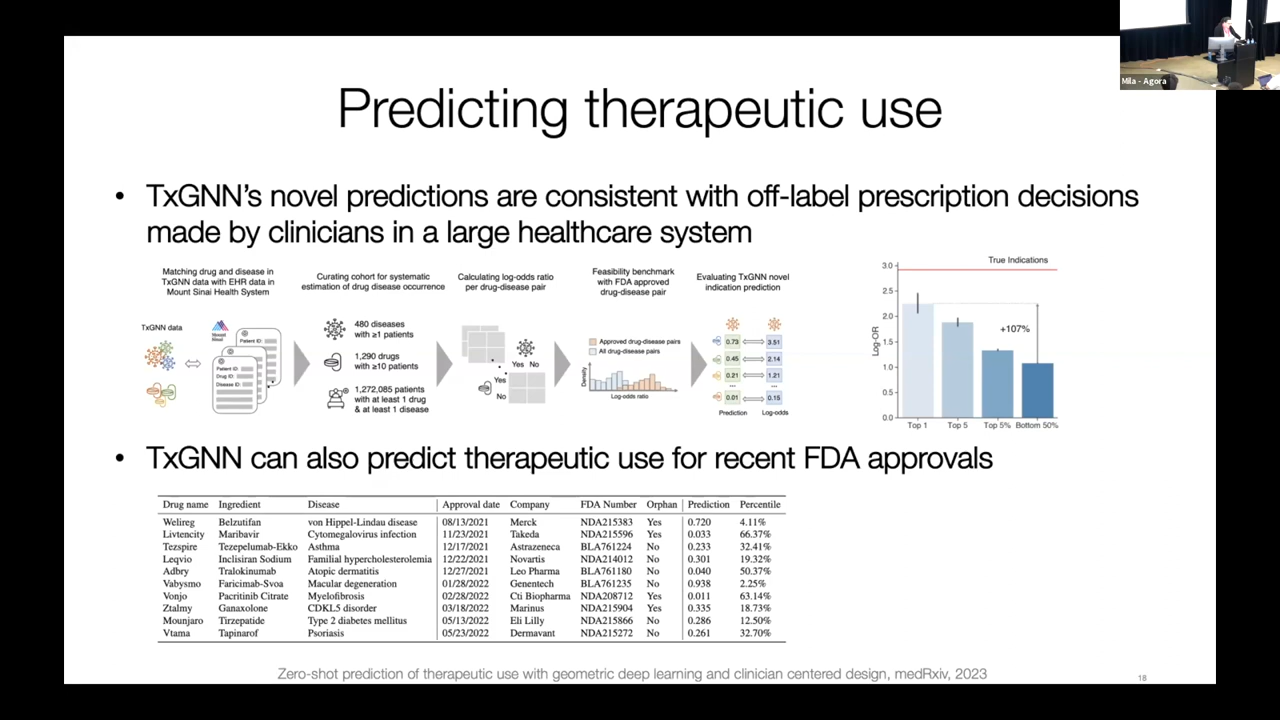 Mila - Agora
Predicting therapeutic use
• TxGNN's novel predictions are consistent with off-label prescription decisions
made by clinicians in a large healthcare system
Matching drug and disease in
TxGNN data with EHR data in
Mount Sinai Health System
TxGNN data
Mount
Sinai
Patient ID:
Patient ID:
Drug ID:
Disease ID:
Curating cohort for systematic
estimation of drug disease occurrence
480 diseases
with ≥1 patients
1,290 drugs
with ≥10 patients
1,272,085 patients
with at least 1 drug
& at least 1 disease
Calculating log-odds ratio
per drug-disease pair
Yes No
Yes
No
Feasibility benchmark
with FDA approved
drug-disease pair
Approved drug-disease pairs
All drug-disease pairs
Density
Log-odds ratio
Evaluating TxGNN novel
indication prediction
0.73 3.51
0.45 2.14
0.21 1.21
... ...
0.01 0.15
Prediction Log-odds
True Indications
3.0
2.5
2.0
1.5
1.0
0.5
0.0
Log-OR
+107%
Top 1 Top 5 Top 5% Bottom 50%
• TxGNN can also predict therapeutic use for recent FDA approvals
Drug name Ingredient Disease Approval date Company FDA Number Orphan Prediction Percentile
Welireg Belzutifan von Hippel-Lindau disease 08/13/2021 Merck NDA215383 Yes 0.720 4.11%
Livtencity Maribavir Cytomegalovirus infection 11/23/2021 Takeda NDA215596 Yes 0.033 66.37%
Tezspire Tezepelumab-Ekko Asthma 12/17/2021 Astrazeneca BLA761224 No 0.233 32.41%
Leqvio Inclisiran Sodium Familial hypercholesterolemia 12/22/2021 Novartis NDA214012 No 0.301 19.32%
Adbry Tralokinumab Atopic dermatitis 12/27/2021 Leo Pharma BLA761180 No 0.040 50.37%
Vabysmo Faricimab-Svoa Macular degeneration 01/28/2022 Genentech BLA761235 No 0.938 2.25%
Vonjo Pacritinib Citrate Myelofibrosis 02/28/2022 Cti Biopharma NDA208712 Yes 0.011 63.14%
Ztalmy Ganaxolone CDKL5 disorder 03/18/2022 Marinus NDA215904 Yes 0.335 18.73%
Mounjaro Tirzepatide Type 2 diabetes mellitus 05/13/2022 Eli Lilly NDA215866 No 0.286 12.50%
Vtama Tapinarof Psoriasis 05/23/2022 Dermavant NDA215272 No 0.261 32.70%
Zero-shot prediction of therapeutic use with geometric deep learning and clinician centered design, medRxiv, 2023
18